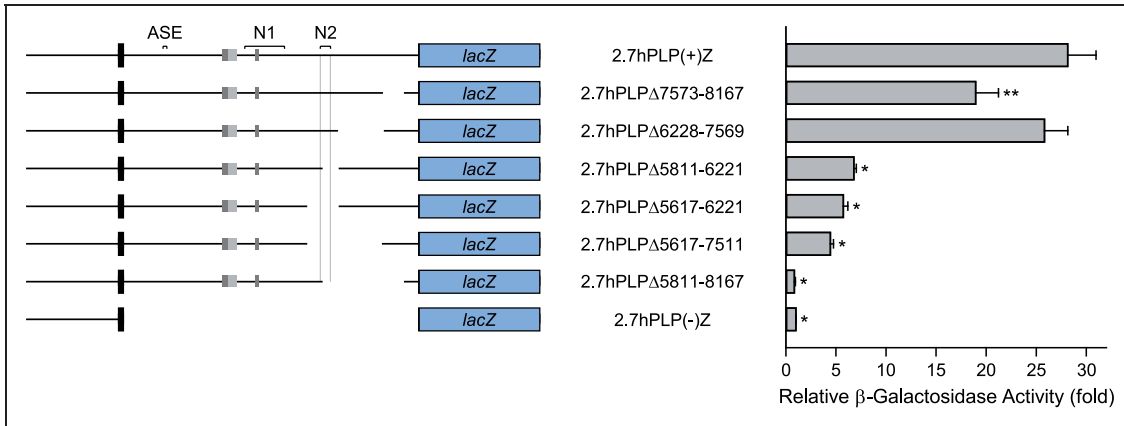 ASE N1 N2
lacZ 2.7hPLP(+)Z
lacZ 2.7hPLPΔ7573-8167 **
lacZ 2.7hPLPΔ6228-7569
lacZ 2.7hPLPΔ5811-6221 *
lacZ 2.7hPLPΔ5617-6221 *
lacZ 2.7hPLPΔ5617-7511 *
lacZ 2.7hPLPΔ5811-8167 *
lacZ 2.7hPLP(-)Z *
0 5 10 15 20 25 30
Relative β-Galactosidase Activity (fold)